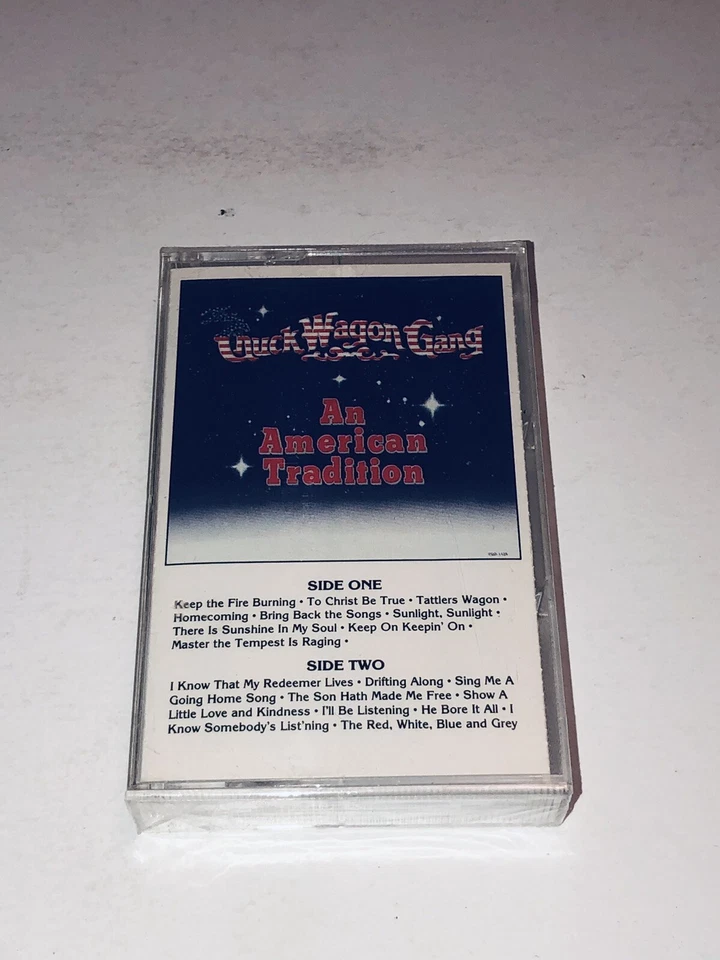 Chuck Wagon Gang
An
American
Tradition
SIDE ONE
Keep the Fire Burning • To Christ Be True • Tattlers Wagon •
Homecoming • Bring Back the Songs • Sunlight, Sunlight •
There Is Sunshine In My Soul • Keep On Keepin' On •
Master the Tempest Is Raging •
SIDE TWO
I Know That My Redeemer Lives • Drifting Along • Sing Me A
Going Home Song • The Son Hath Made Me Free • Show A
Little Love and Kindness • I'll Be Listening • He Bore It All • I
Know Somebody's List'ning • The Red, White, Blue and Grey